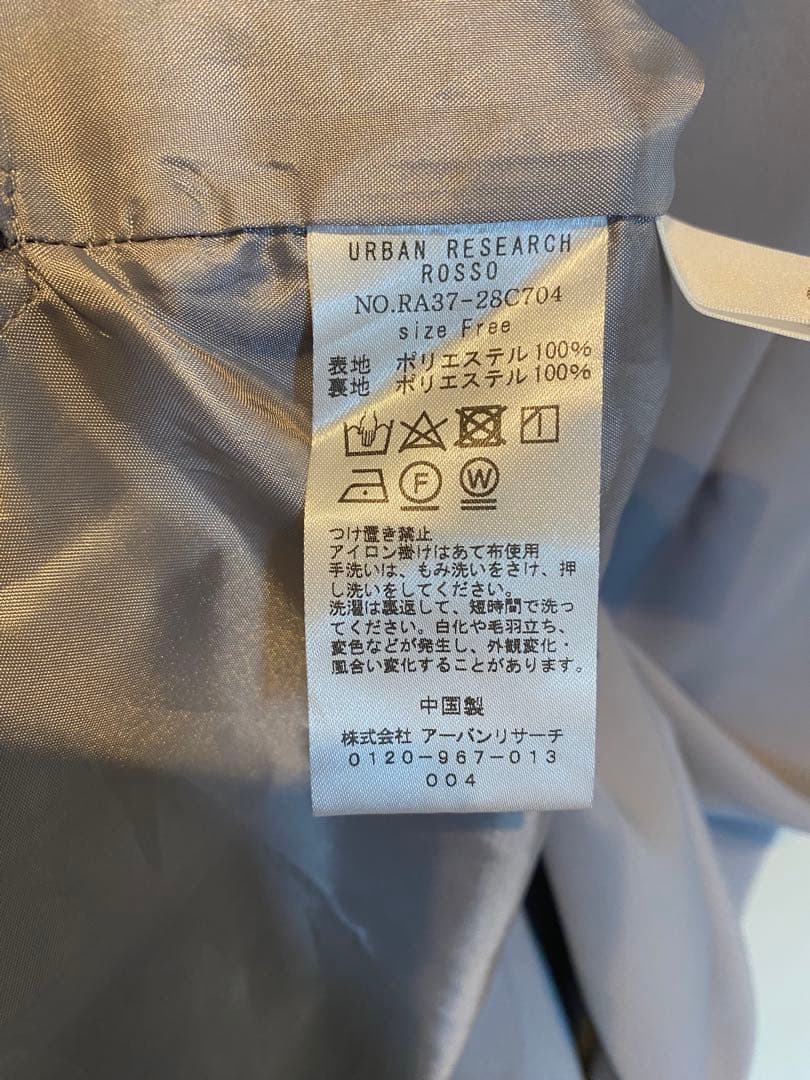 URBAN RESEARCH
ROSSO
NO.RA37-28C704
size Free
表地 ポリエステル100%
裏地 ポリエステル100%
F W
つけ置き禁止
アイロン掛けはあて布使用
手洗いは、もみ洗いをさけ、押
し洗いをしてください。
洗濯は裏返して、短時間で洗っ
てください。白化や毛羽立ち、
変色などが発生し、外観変化・
風合い変化することがあります。
中国製
株式会社 アーバンリサーチ
0120-967-013
004